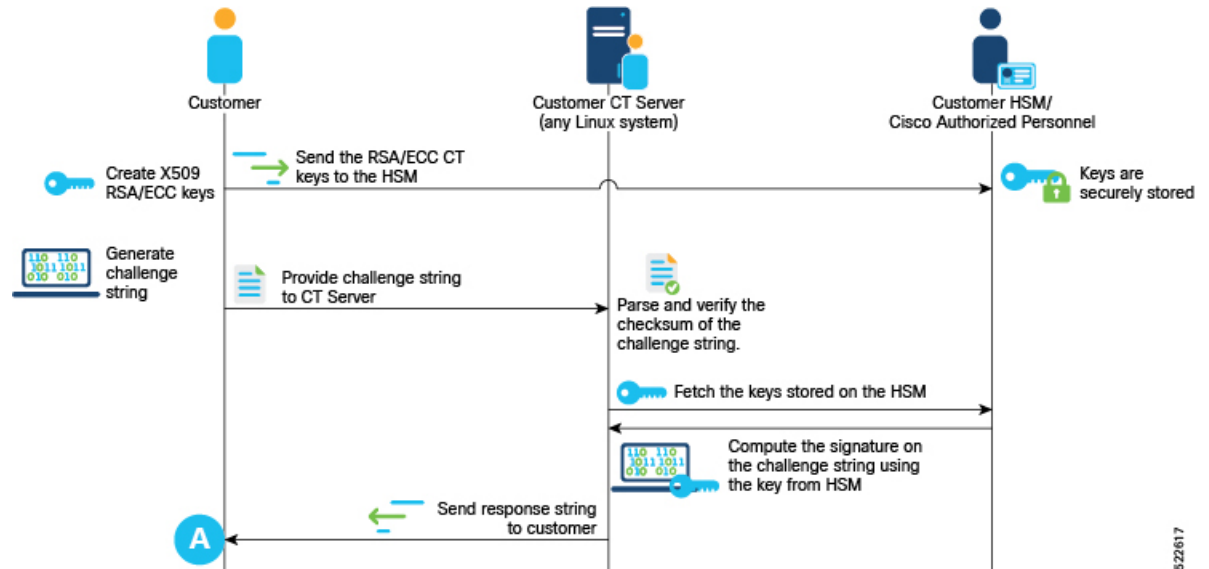 Customer
Customer CT Server
(any Linux system)
Customer HSM/
Cisco Authorized Personnel
Create X509
RSA/ECC keys
Send the RSA/ECC CT
keys to the HSM
Keys are
securely stored
110 110
1011 1011
010 010
Generate
challenge
string
Provide challenge string
to CT Server
Parse and verify the
checksum of the
challenge string.
Fetch the keys stored on the HSM
110 110
1011 1011
010 010
Compute the signature on
the challenge string using
the key from HSM
Send response string
to customer
A
522617